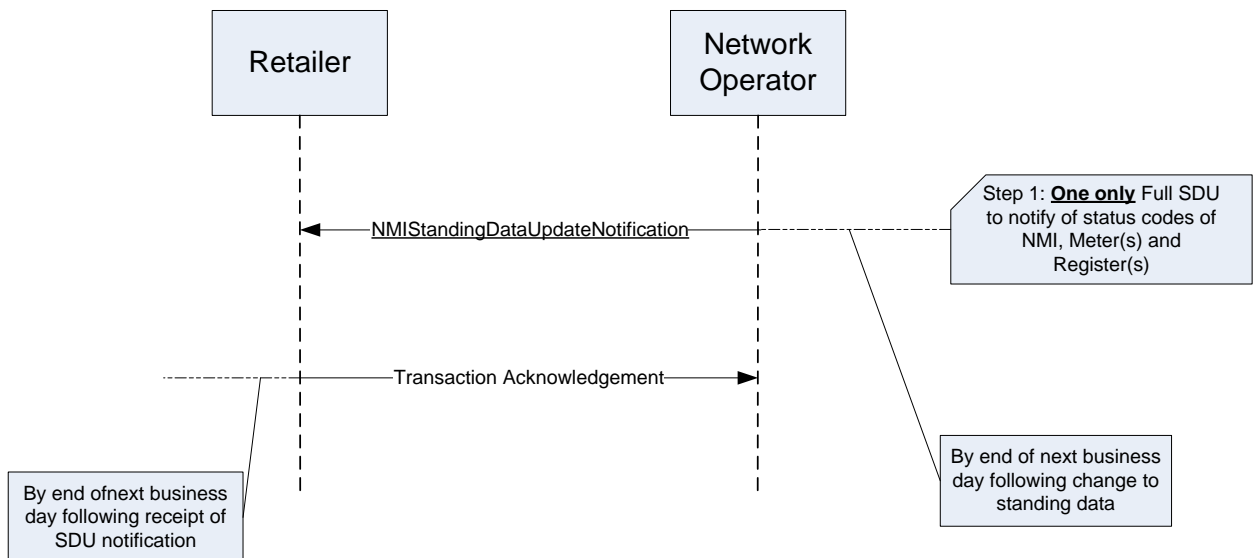 Retailer
Network
Operator
Step 1: One only Full SDU
to notify of status codes of
NMI, Meter(s) and
Register(s)
NMIStandingDataUpdateNotification
Transaction Acknowledgement
By end of next business
day following change to
standing data
By end ofnext business
day following receipt of
SDU notification